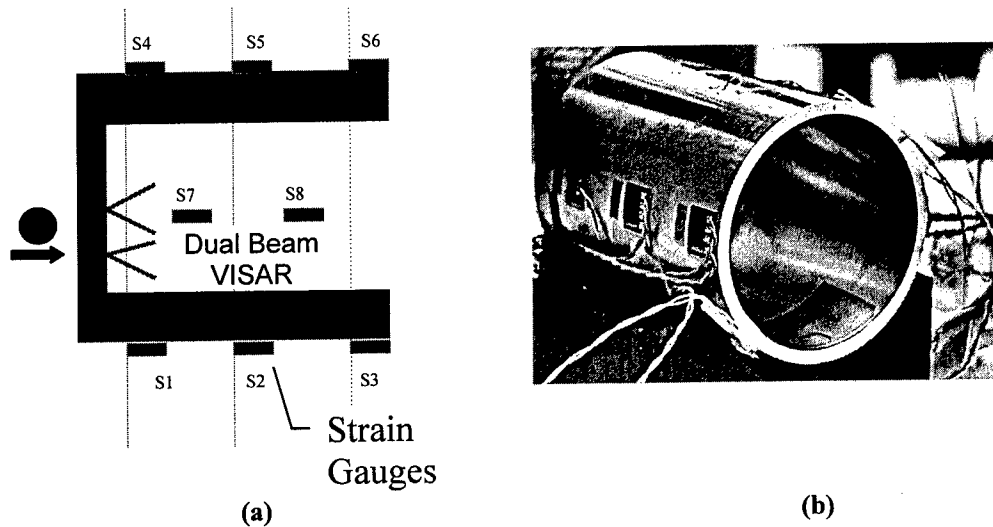 S4
S5
S6
S7
S8
Dual Beam
VISAR
S1
S2
S3
Strain
Gauges
(a)
(b)